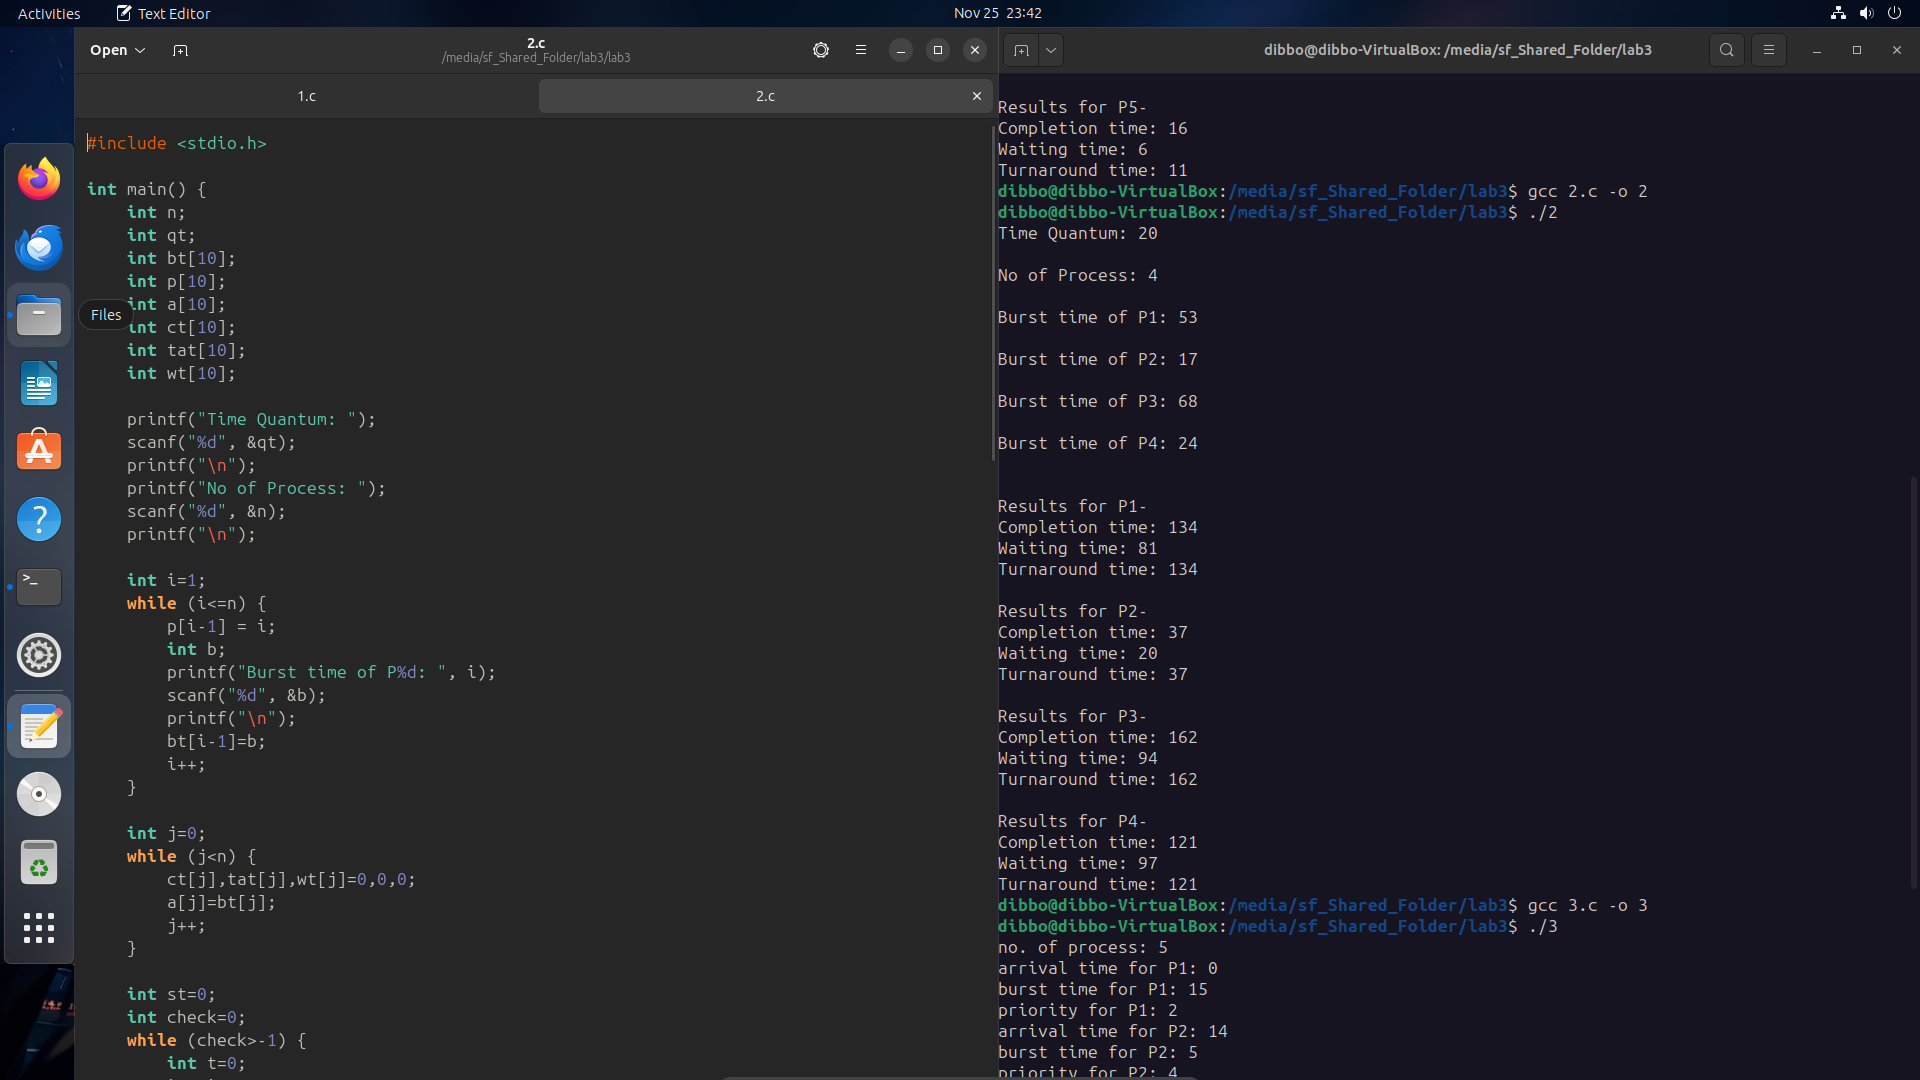 Activities
Text Editor
Nov 25 23:42
Open
2.c
/media/sf_Shared_Folder/lab3/lab3
1.c
2.c
#include <stdio.h>
int main() {
int n;
int qt;
int bt[10];
int p[10];
int a[10];
Files
int ct[10];
int tat[10];
int wt[10];
printf("Time Quantum: ");
scanf("%d", &qt);
printf("\n");
printf("No of Process: ");
scanf("%d", &n);
printf("\n");
int i=1;
while (i<=n) {
p[i-1] = i;
int b;
printf("Burst time of P%d: ", i);
scanf("%d", &b);
printf("\n");
bt[i-1]=b;
i++;
}
int j=0;
while (j<n) {
ct[j],tat[j],wt[j]=0,0,0;
a[j]=bt[j];
j++;
}
int st=0;
int check=0;
while (check>-1) {
int t=0;
dibbo@dibbo-VirtualBox: /media/sf_Shared_Folder/lab3
Results for P5-
Completion time: 16
Waiting time: 6
Turnaround time: 11
dibbo@dibbo-VirtualBox:/media/sf_Shared_Folder/lab3$ gcc 2.c -o 2
dibbo@dibbo-VirtualBox:/media/sf_Shared_Folder/lab3$ ./2
Time Quantum: 20
No of Process: 4
Burst time of P1: 53
Burst time of P2: 17
Burst time of P3: 68
Burst time of P4: 24
Results for P1-
Completion time: 134
Waiting time: 81
Turnaround time: 134
Results for P2-
Completion time: 37
Waiting time: 20
Turnaround time: 37
Results for P3-
Completion time: 162
Waiting time: 94
Turnaround time: 162
Results for P4-
Completion time: 121
Waiting time: 97
Turnaround time: 121
dibbo@dibbo-VirtualBox:/media/sf_Shared_Folder/lab3$ gcc 3.c -o 3
dibbo@dibbo-VirtualBox:/media/sf_Shared_Folder/lab3$ ./3
no. of process: 5
arrival time for P1: 0
burst time for P1: 15
priority for P1: 2
arrival time for P2: 14
burst time for P2: 5
priority for P2: 4